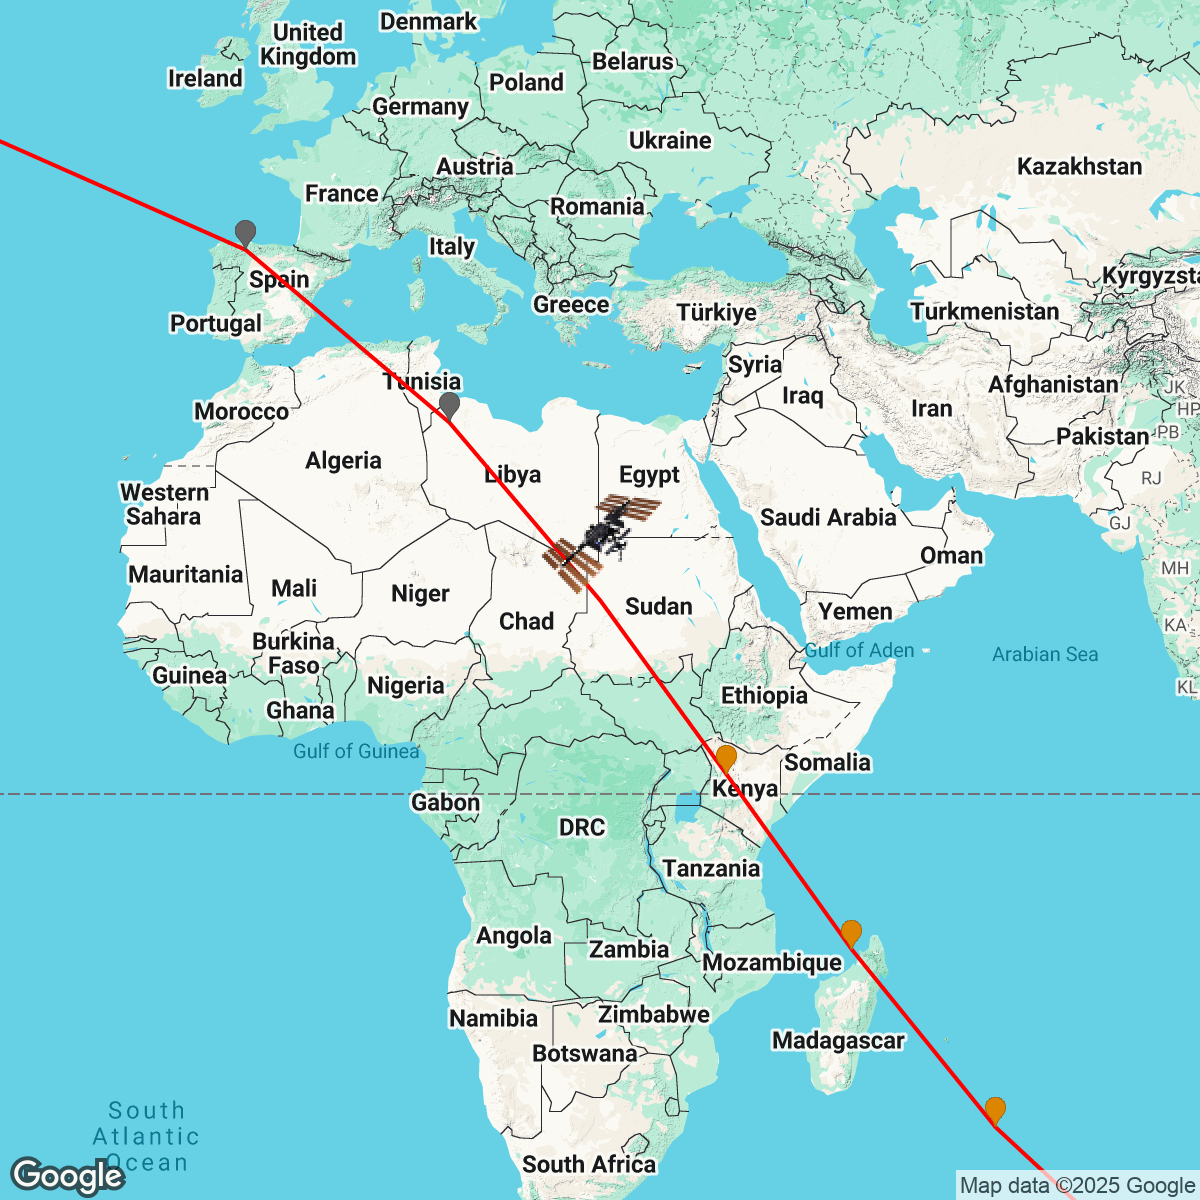 Denmark
United
Kingdom
Ireland
Belarus
Poland
Germany
Ukraine
Austria
Kazakhstan
France
Romania
Italy
Spain
Kyrgyzsta
Greece
Türkiye
Turkmenistan
Portugal
Syria
Tunisia
Afghanistan
JK
Iraq
Iran
HP
Morocco
Pakistan
PB
Algeria
Libya
Egypt
RJ
Western
Sahara
Saudi Arabia
GJ
Oman
Mauritania
Mali
Niger
MH
Sudan
Yemen
Chad
KA
Burkina
Faso
Gulf of Aden
Arabian Sea
Guinea
Nigeria
KL
Ethiopia
Ghana
Gulf of Guinea
Somalia
Kenya
Gabon
DRC
Tanzania
Angola
Zambia
Mozambique
Namibia
Zimbabwe
Madagascar
Botswana
South
Atlantic
Ocean
South Africa
Google
Map data ©2025 Google